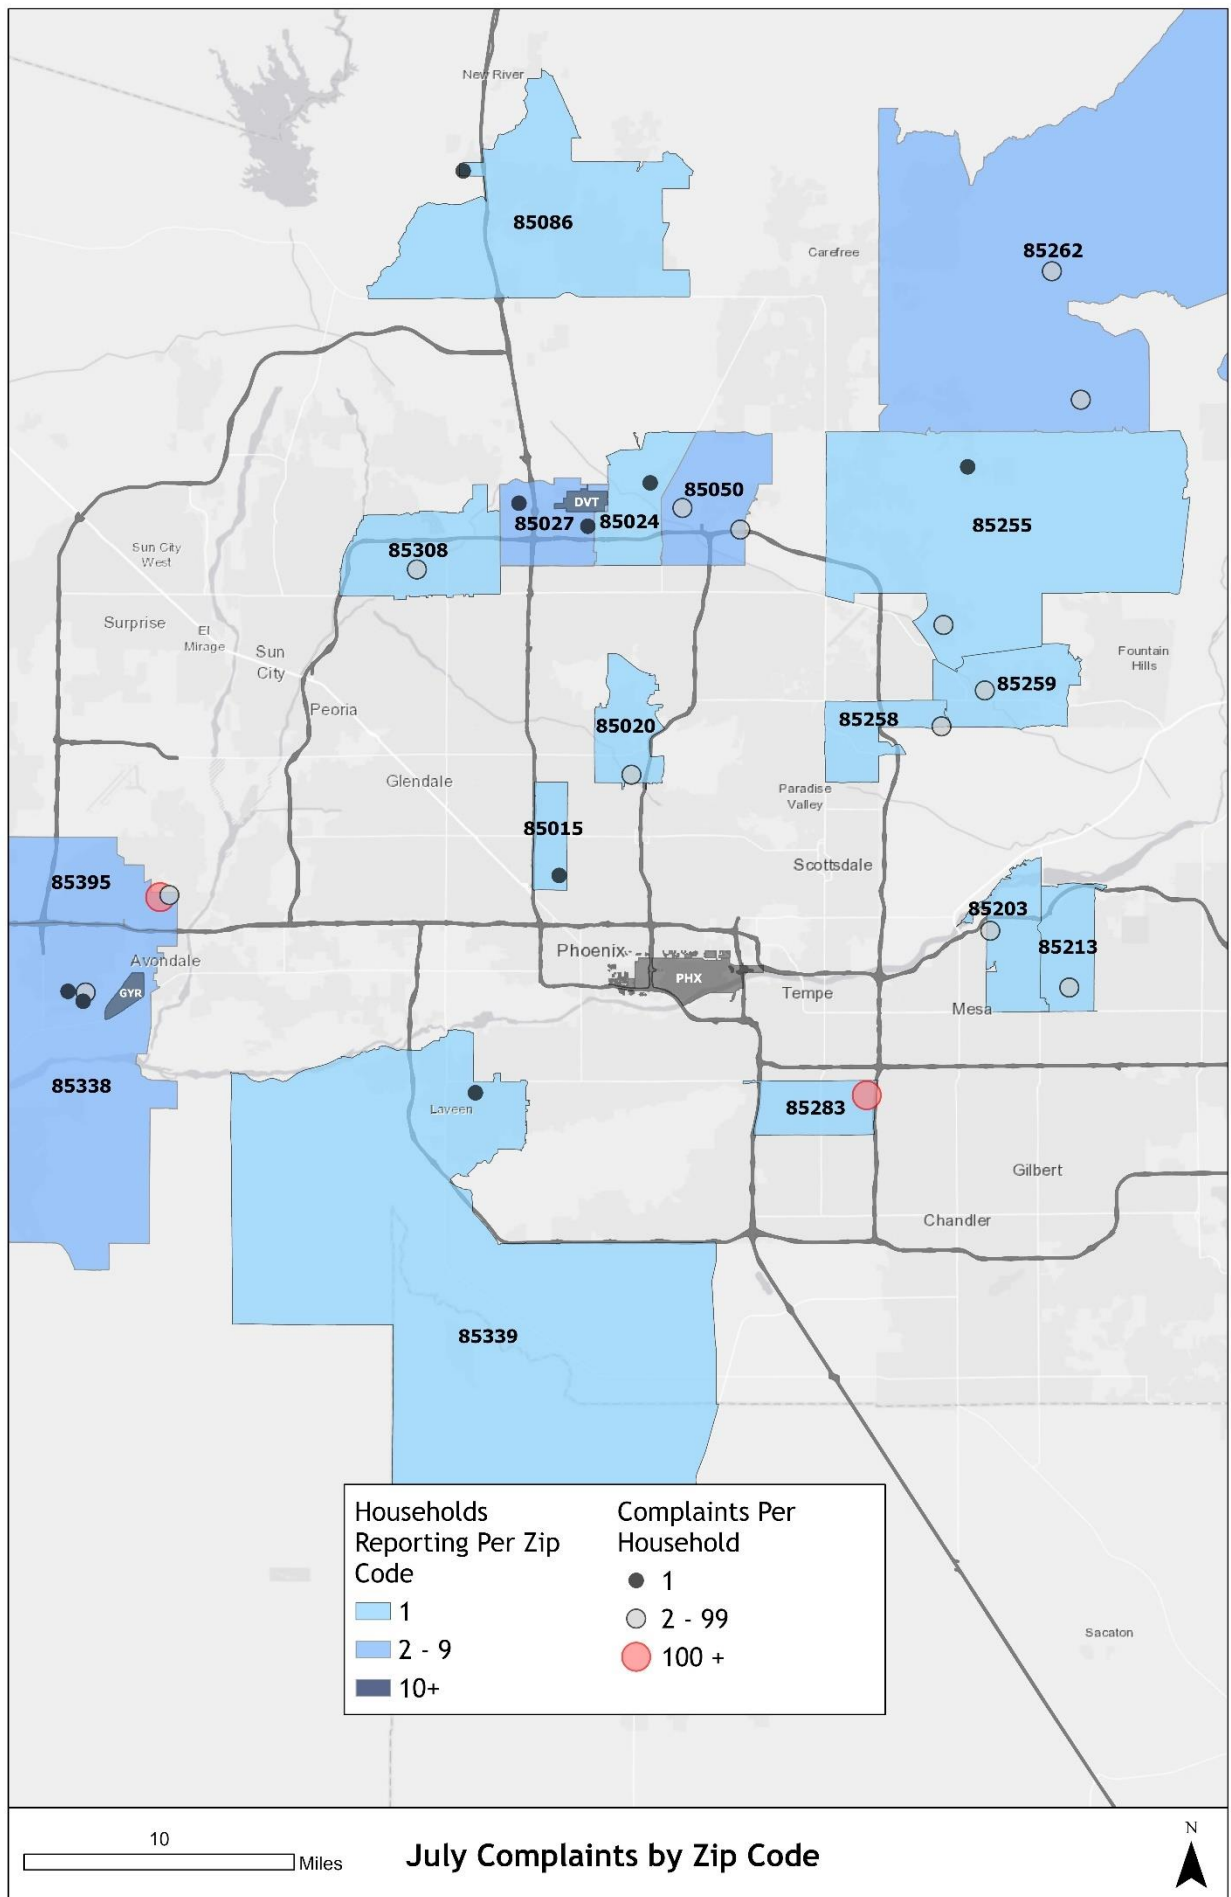 New River
85086
Carefree
85262
85050
DVT
85027
85024
85255
85308
Sun City
West
Surprise
El
Mirage
Sun
City
Fountain
Hills
85259
Peoria
85020
85258
Glendale
Paradise
Valley
85015
Scottsdale
85395
85203
85213
Phoenix
Avondale
PHX
GYR
Tempe
Mesa
85338
Laveen
85283
Gilbert
Chandler
85339
Households
Reporting Per Zip
Code
1
2 - 9
10+
Complaints Per
Household
1
2 - 99
100 +
Sacaton
10
Miles
July Complaints by Zip Code
N